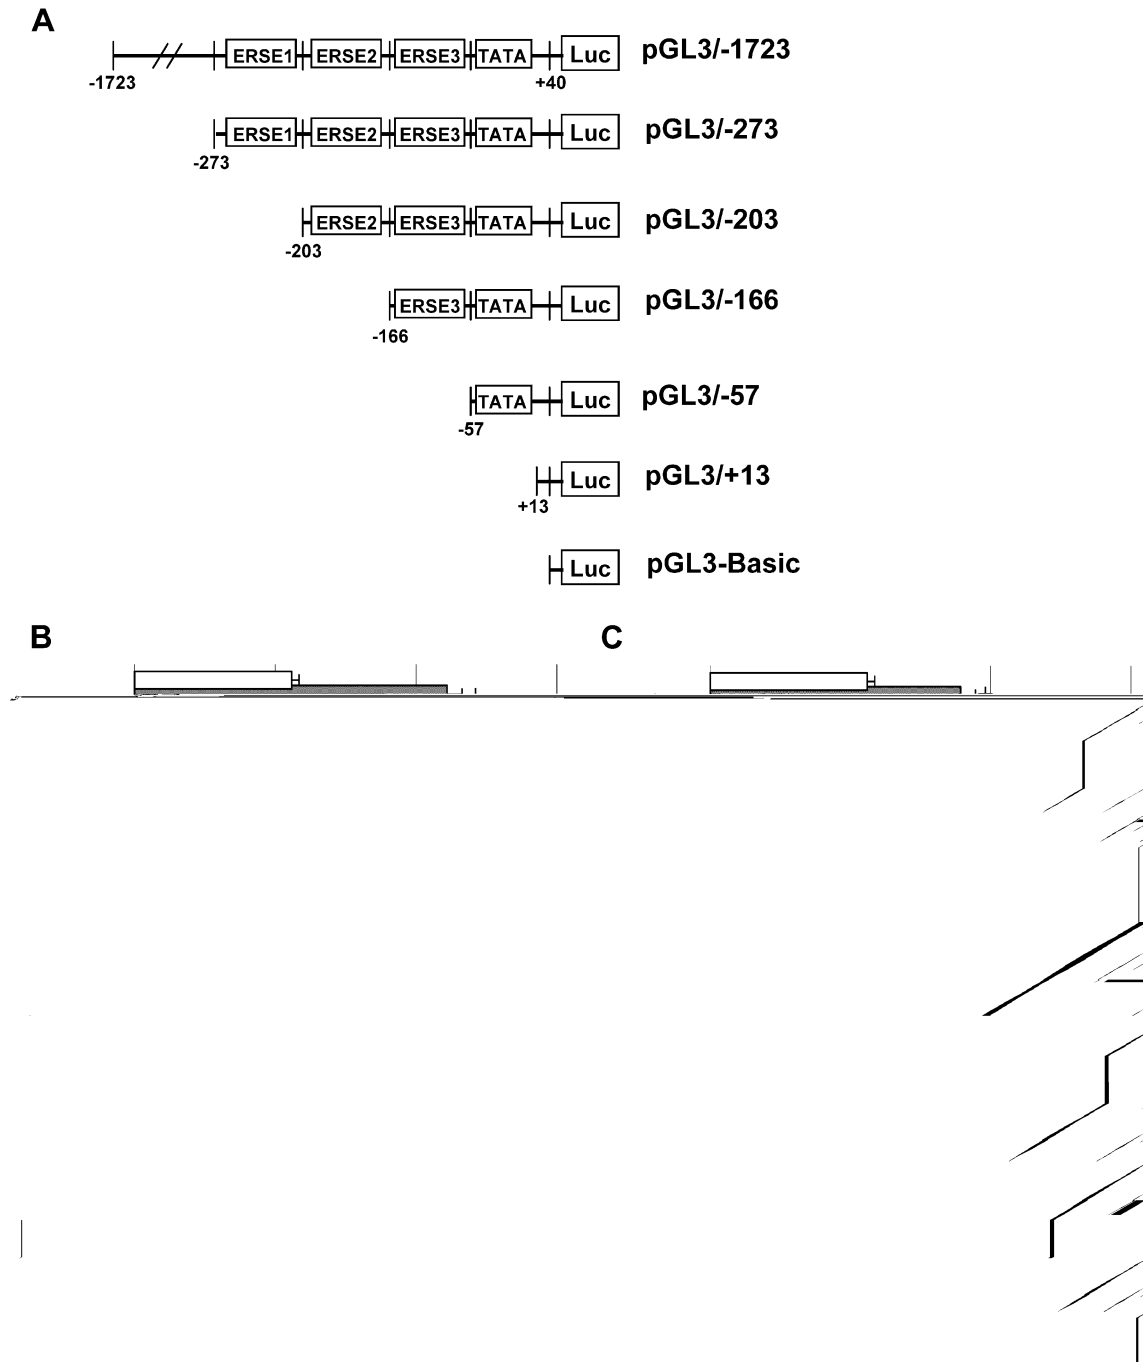 A
ERSE1 ERSE2 ERSE3 TATA Luc pGL3/-1723
-1723 +40
ERSE1 ERSE2 ERSE3 TATA Luc pGL3/-273
-273
ERSE2 ERSE3 TATA Luc pGL3/-203
-203
ERSE3 TATA Luc pGL3/-166
-166
TATA Luc pGL3/-57
-57
Luc pGL3/+13
+13
Luc pGL3-Basic
B C